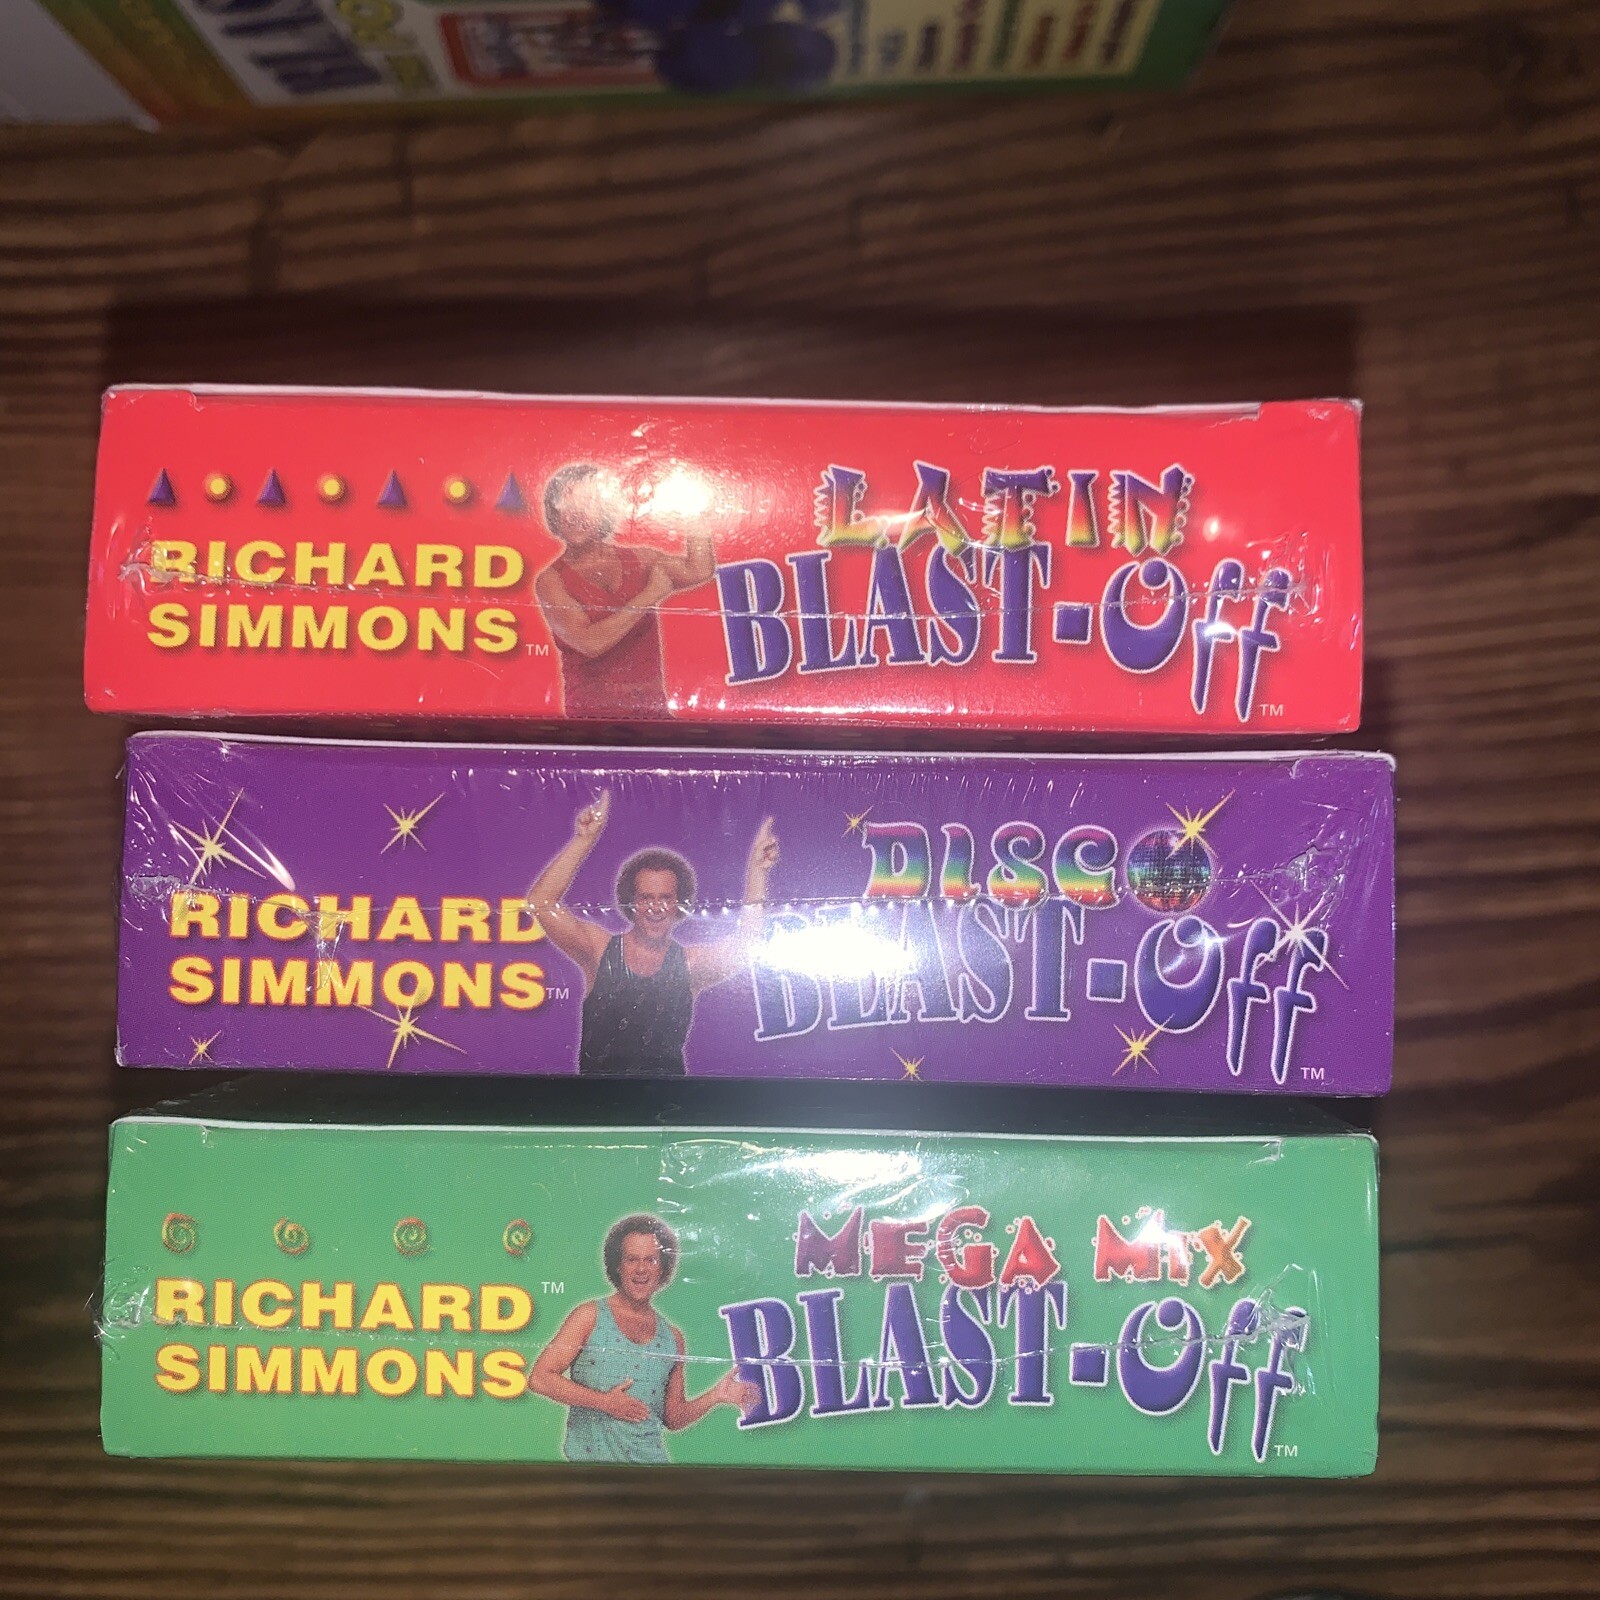 RICHARD
SIMMONS™
LATIN
BLAST-Off™
RICHARD
SIMMONS™
DISCO
BLAST-Off™
RICHARD™
SIMMONS
MEGA MIX
BLAST-Off™